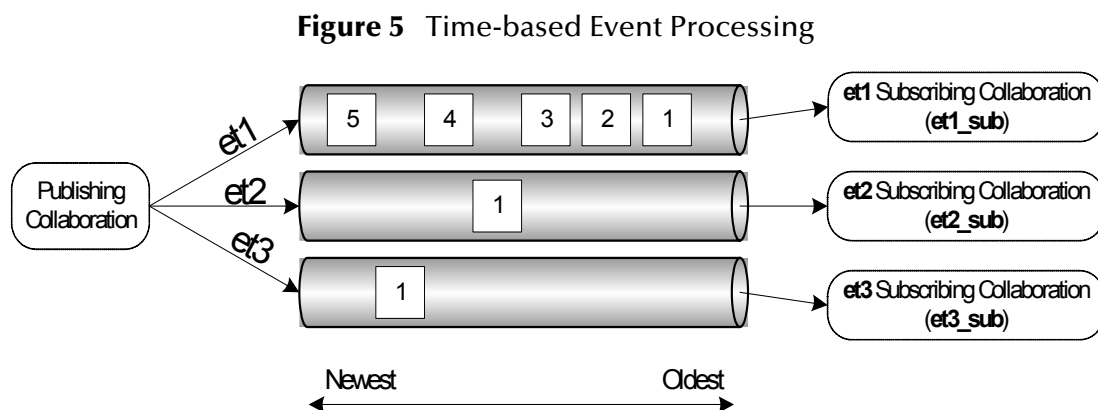 Figure 5 Time-based Event Processing
5 4 3 2 1
et1 Subscribing Collaboration
(et1_sub)
et1
Publishing
Collaboration
et2
1
et2 Subscribing Collaboration
(et2_sub)
et3
1
et3 Subscribing Collaboration
(et3_sub)
Newest Oldest